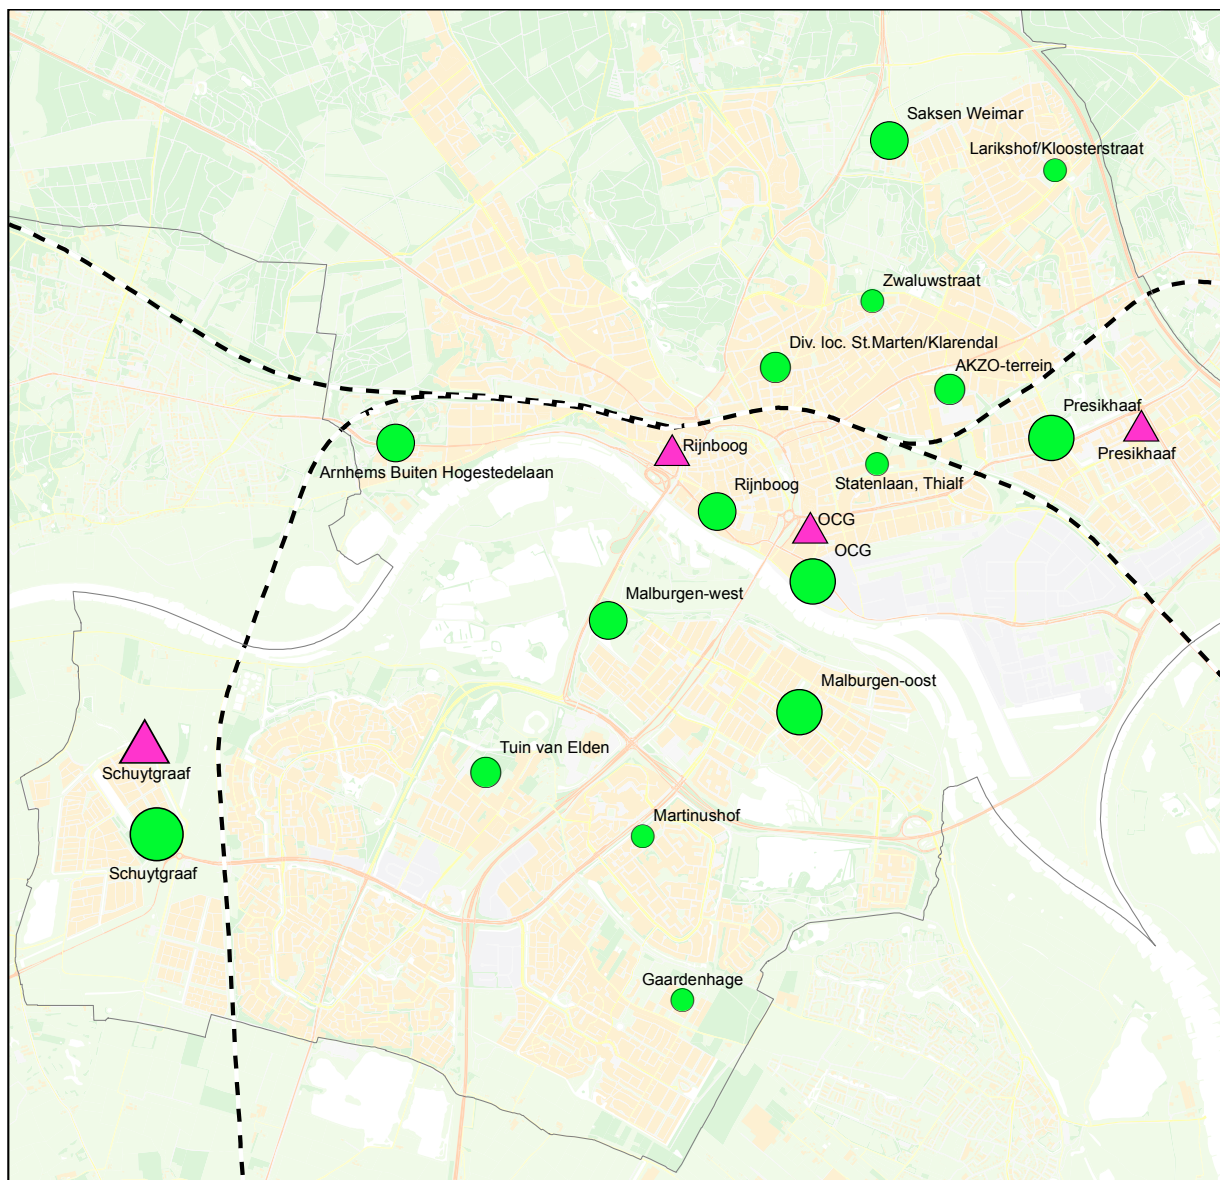 Saksen Weimar
Larikshof/Kloosterstraat
Zwaluwstraat
Div. loc. St.Marten/Klarendal
AKZO-terrein
Presikhaaf
Presikhaaf
Rijnboog
Arnhems Buiten Hogestedelaan
Statenlaan, Thialf
Rijnboog
OCG
OCG
Malburgen-west
Malburgen-oost
Tuin van Elden
Schuytgraaf
Martinushof
Schuytgraaf
Gaardenhage